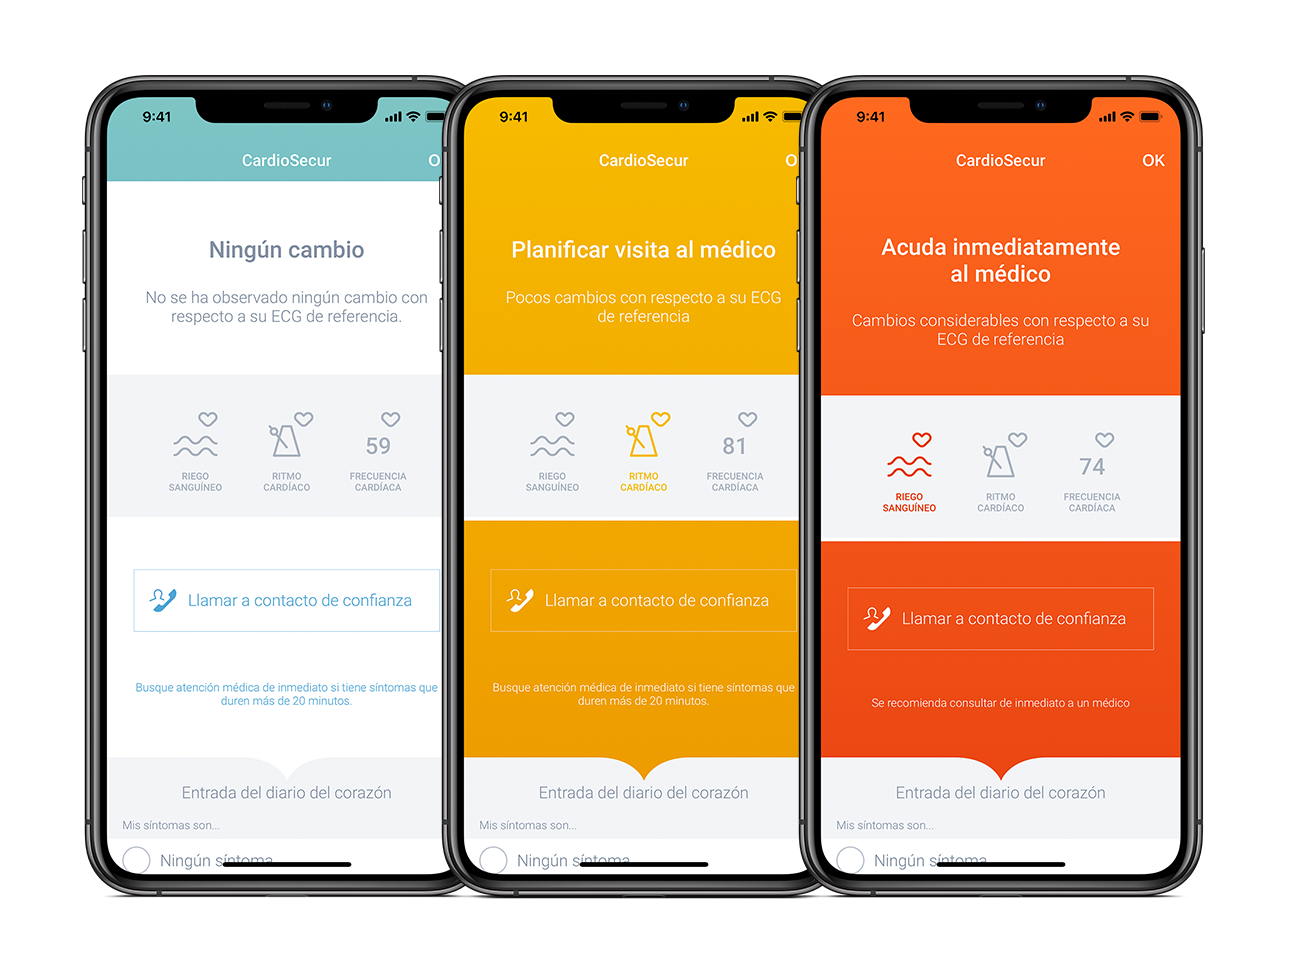 9:41
CardioSecur
O
Ningún cambio
No se ha observado ningún cambio con
respecto a su ECG de referencia.
59
RIEGO
SANGUÍNEO
RITMO
CARDÍACO
FRECUENCIA
CARDÍACA
Llamar a contacto de confianza
Busque atención médica de inmediato si tiene síntomas que
duren más de 20 minutos.
Entrada del diario del corazón
Mis síntomas son...
Ningún síntoma
9:41
CardioSecur
O
Planificar visita al médico
Pocos cambios con respecto a su ECG
de referencia
81
RIEGO
SANGUÍNEO
RITMO
CARDÍACO
FRECUENCIA
CARDÍACA
Llamar a contacto de confianza
Busque atención médica de inmediato si tiene síntomas que
duren más de 20 minutos.
Entrada del diario del corazón
Mis síntomas son...
Ningún síntoma
9:41
CardioSecur
OK
Acuda inmediatamente
al médico
Cambios considerables con respecto a su
ECG de referencia
74
RIEGO
SANGUÍNEO
RITMO
CARDÍACO
FRECUENCIA
CARDÍACA
Llamar a contacto de confianza
Se recomienda consultar de inmediato a un médico
Entrada del diario del corazón
Mis síntomas son...
Ningún síntoma